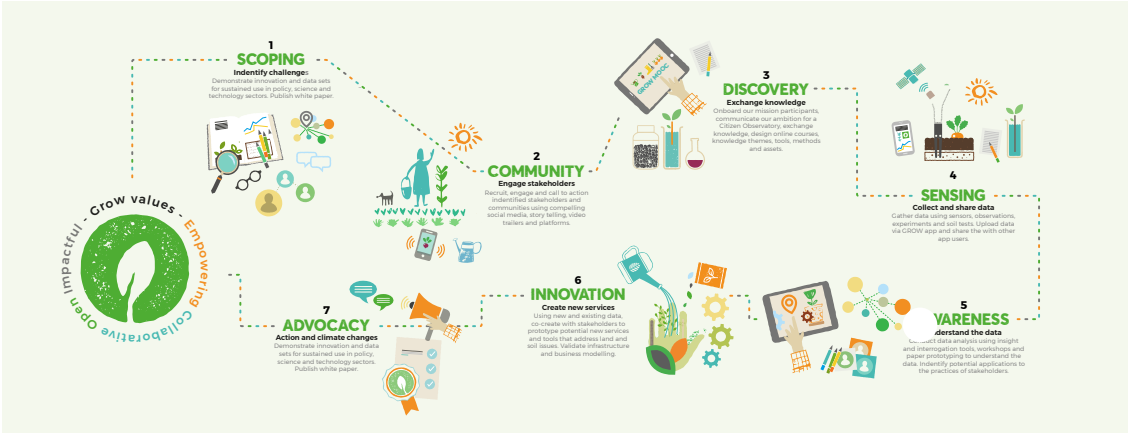 1
SCOPING
Indentify challenges
Demonstrate innovation and data sets
for sustained use in policy, science and
technology sectors. Publish white paper.
2
COMMUNITY
Engage stakeholders
Recruit, engage and call to action
indentified stakeholders and
communities using compelling
social media, story telling, video
trailers and platforms.
GROW MOOC
3
DISCOVERY
Exchange knowledge
Onboard our mission participants,
communicate our ambition for a
Citizen Observatory, exchange
knowledge, design online courses,
knowledge themes, tools, methods
and assets.
4
SENSING
Collect and share data
Gather data using sensors, observations,
experiments and soil tests. Upload data
via GROW app and share the with other
app users.
5
WARENESS
derstand the data
data analysis using insight
and interrogation tools, workshops and
paper prototyping to understand the
data. Indentify potential applications to
the practices of stakeholders.
6
INNOVATION
Create new services
Using new and existing data,
co-create with stakeholders to
prototype potential new services
and tools that address land and
soil issues. Validate infrastructure
and business modelling.
7
ADVOCACY
Action and climate changes
Demonstrate innovation and data
sets for sustained use in policy,
science and technology sectors.
Publish white paper.
Impactful - Grow values - Empowering Collaborative Open